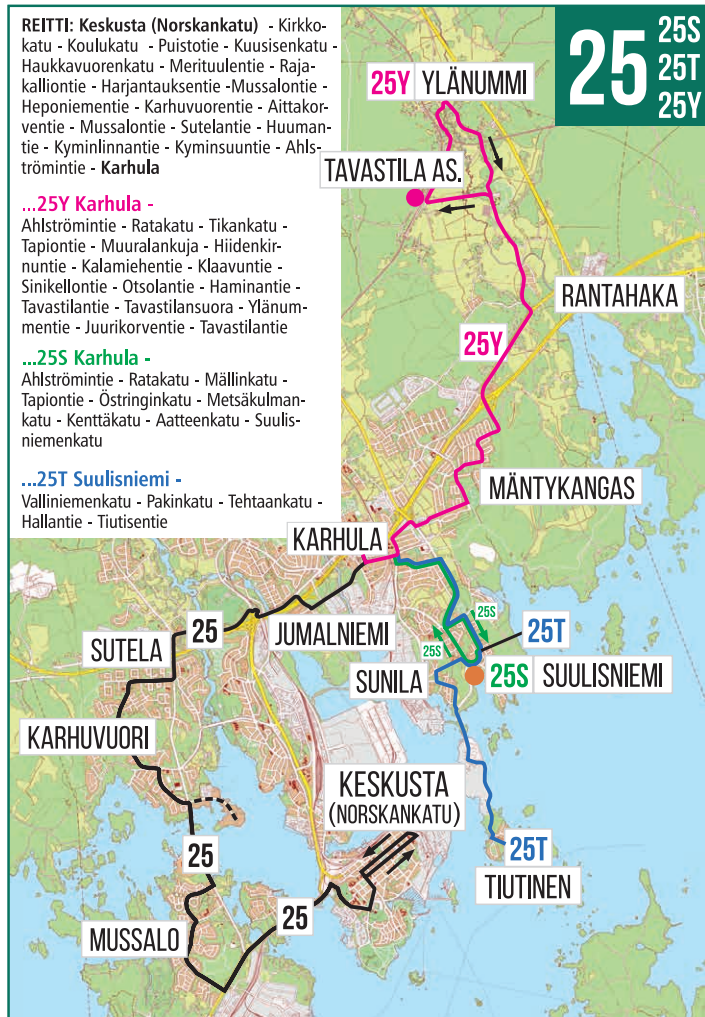 REITTI: Keskusta (Norskankatu) - Kirkko-
katu - Koulukatu - Puistotie - Kuusisenkatu -
Haukkavuorenkatu - Merituulentie - Raja-
kalliontie - Harjantauksentie -Mussalontie -
Heponiementie - Karhuvuorentie - Aittakor-
ventie - Mussalontie - Sutelantie - Huuman-
tie - Kyminlinnantie - Kyminsuuntie - Ahls-
trömintie - Karhula
...25Y Karhula -
Ahlströmintie - Ratakatu - Tikankatu -
Tapiontie - Muuralankuja - Hiidenkir-
nuntie - Kalamiehentie - Klaavuntie -
Sinikellontie - Otsolantie - Haminantie -
Tavastilantie - Tavastilansuora - Ylänum-
mentie - Juurikorventie - Tavastilantie
...25S Karhula -
Ahlströmintie - Ratakatu - Mällinkatu -
Tapiontie - Östringinkatu - Metsäkulman-
katu - Kenttäkatu - Aatteenkatu - Suulis-
niemenkatu
...25T Suulisniemi -
Valliniemenkatu - Pakinkatu - Tehtaankatu -
Hallantie - Tiutisentie
25
25S
25T
25Y
25Y YLÄNUMMI
TAVASTILA AS.
RANTAHAKA
25Y
MÄNTYKANGAS
KARHULA
25
JUMALNIEMI
25S
25S
25T
SUTELA
SUNILA
25S SUULISNIEMI
KARHUVUORI
KESKUSTA
(NORSKANKATU)
25
25T
TIUTINEN
25
MUSSALO